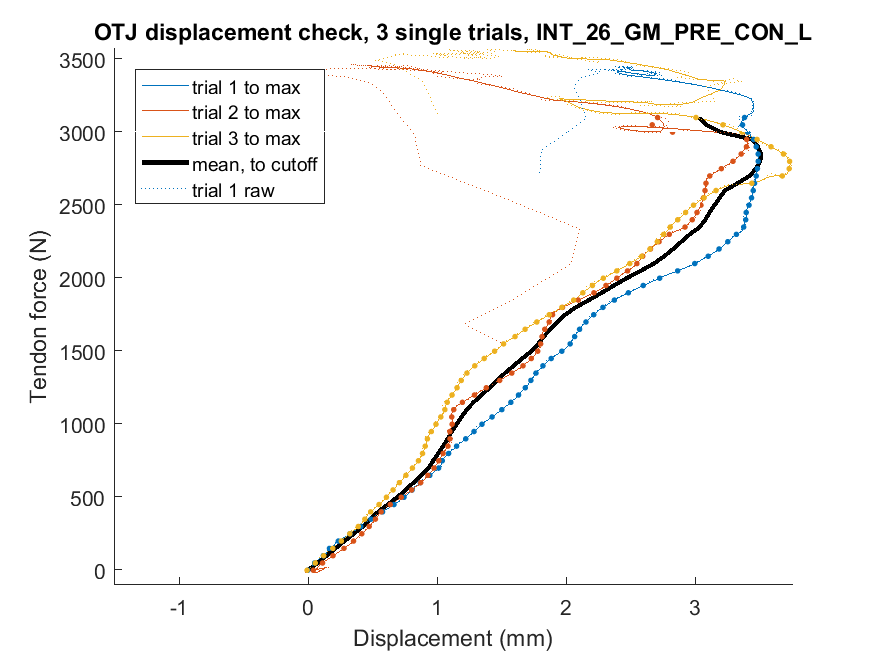 OTJ displacement check, 3 single trials, INT_26_GM_PRE_CON_L
3500
3000
2500
2000
1500
1000
500
0
Tendon force (N)
trial 1 to max
trial 2 to max
trial 3 to max
mean, to cutoff
trial 1 raw
-1
0
1
2
3
Displacement (mm)